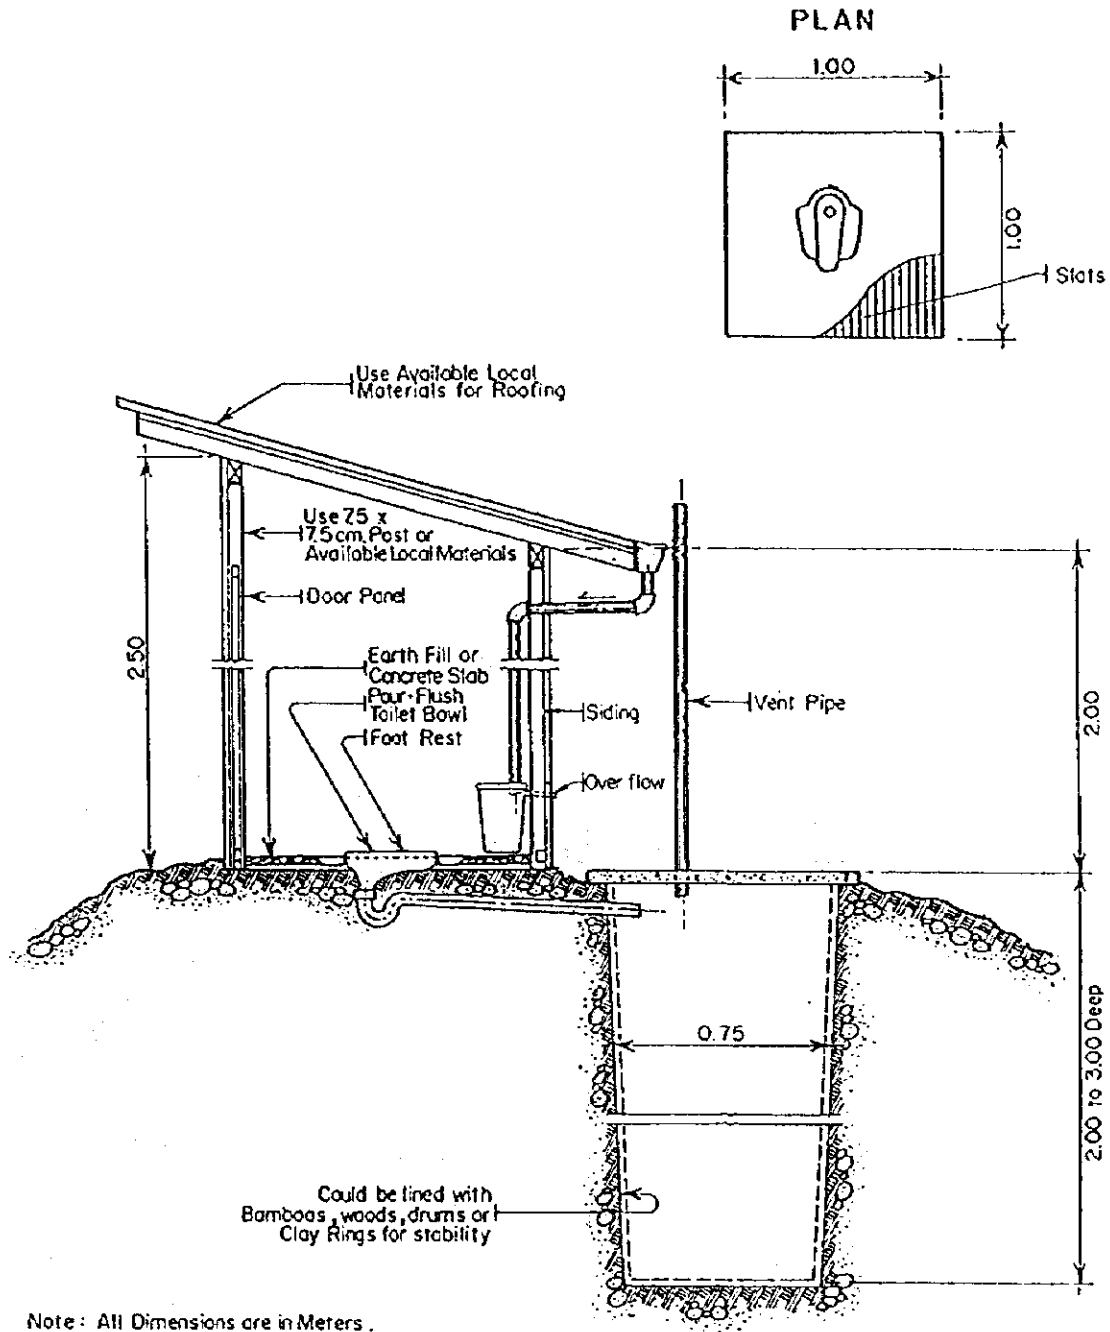 PLAN
1.00
1.00
Slats
Use Available Local
Materials for Roofing
Use 7.5 x
7.5cm. Post or
Available Local Materials
Door Panel
2.50
Earth Fill or
Concrete Slab
Pour-Flush
Toilet Bowl
Foot Rest
Siding
Vent Pipe
Over flow
2.00
0.75
2.00 to 3.00 Deep
Could be lined with
Bamboos, woods, drums or
Clay Rings for stability
Note : All Dimensions are in Meters .